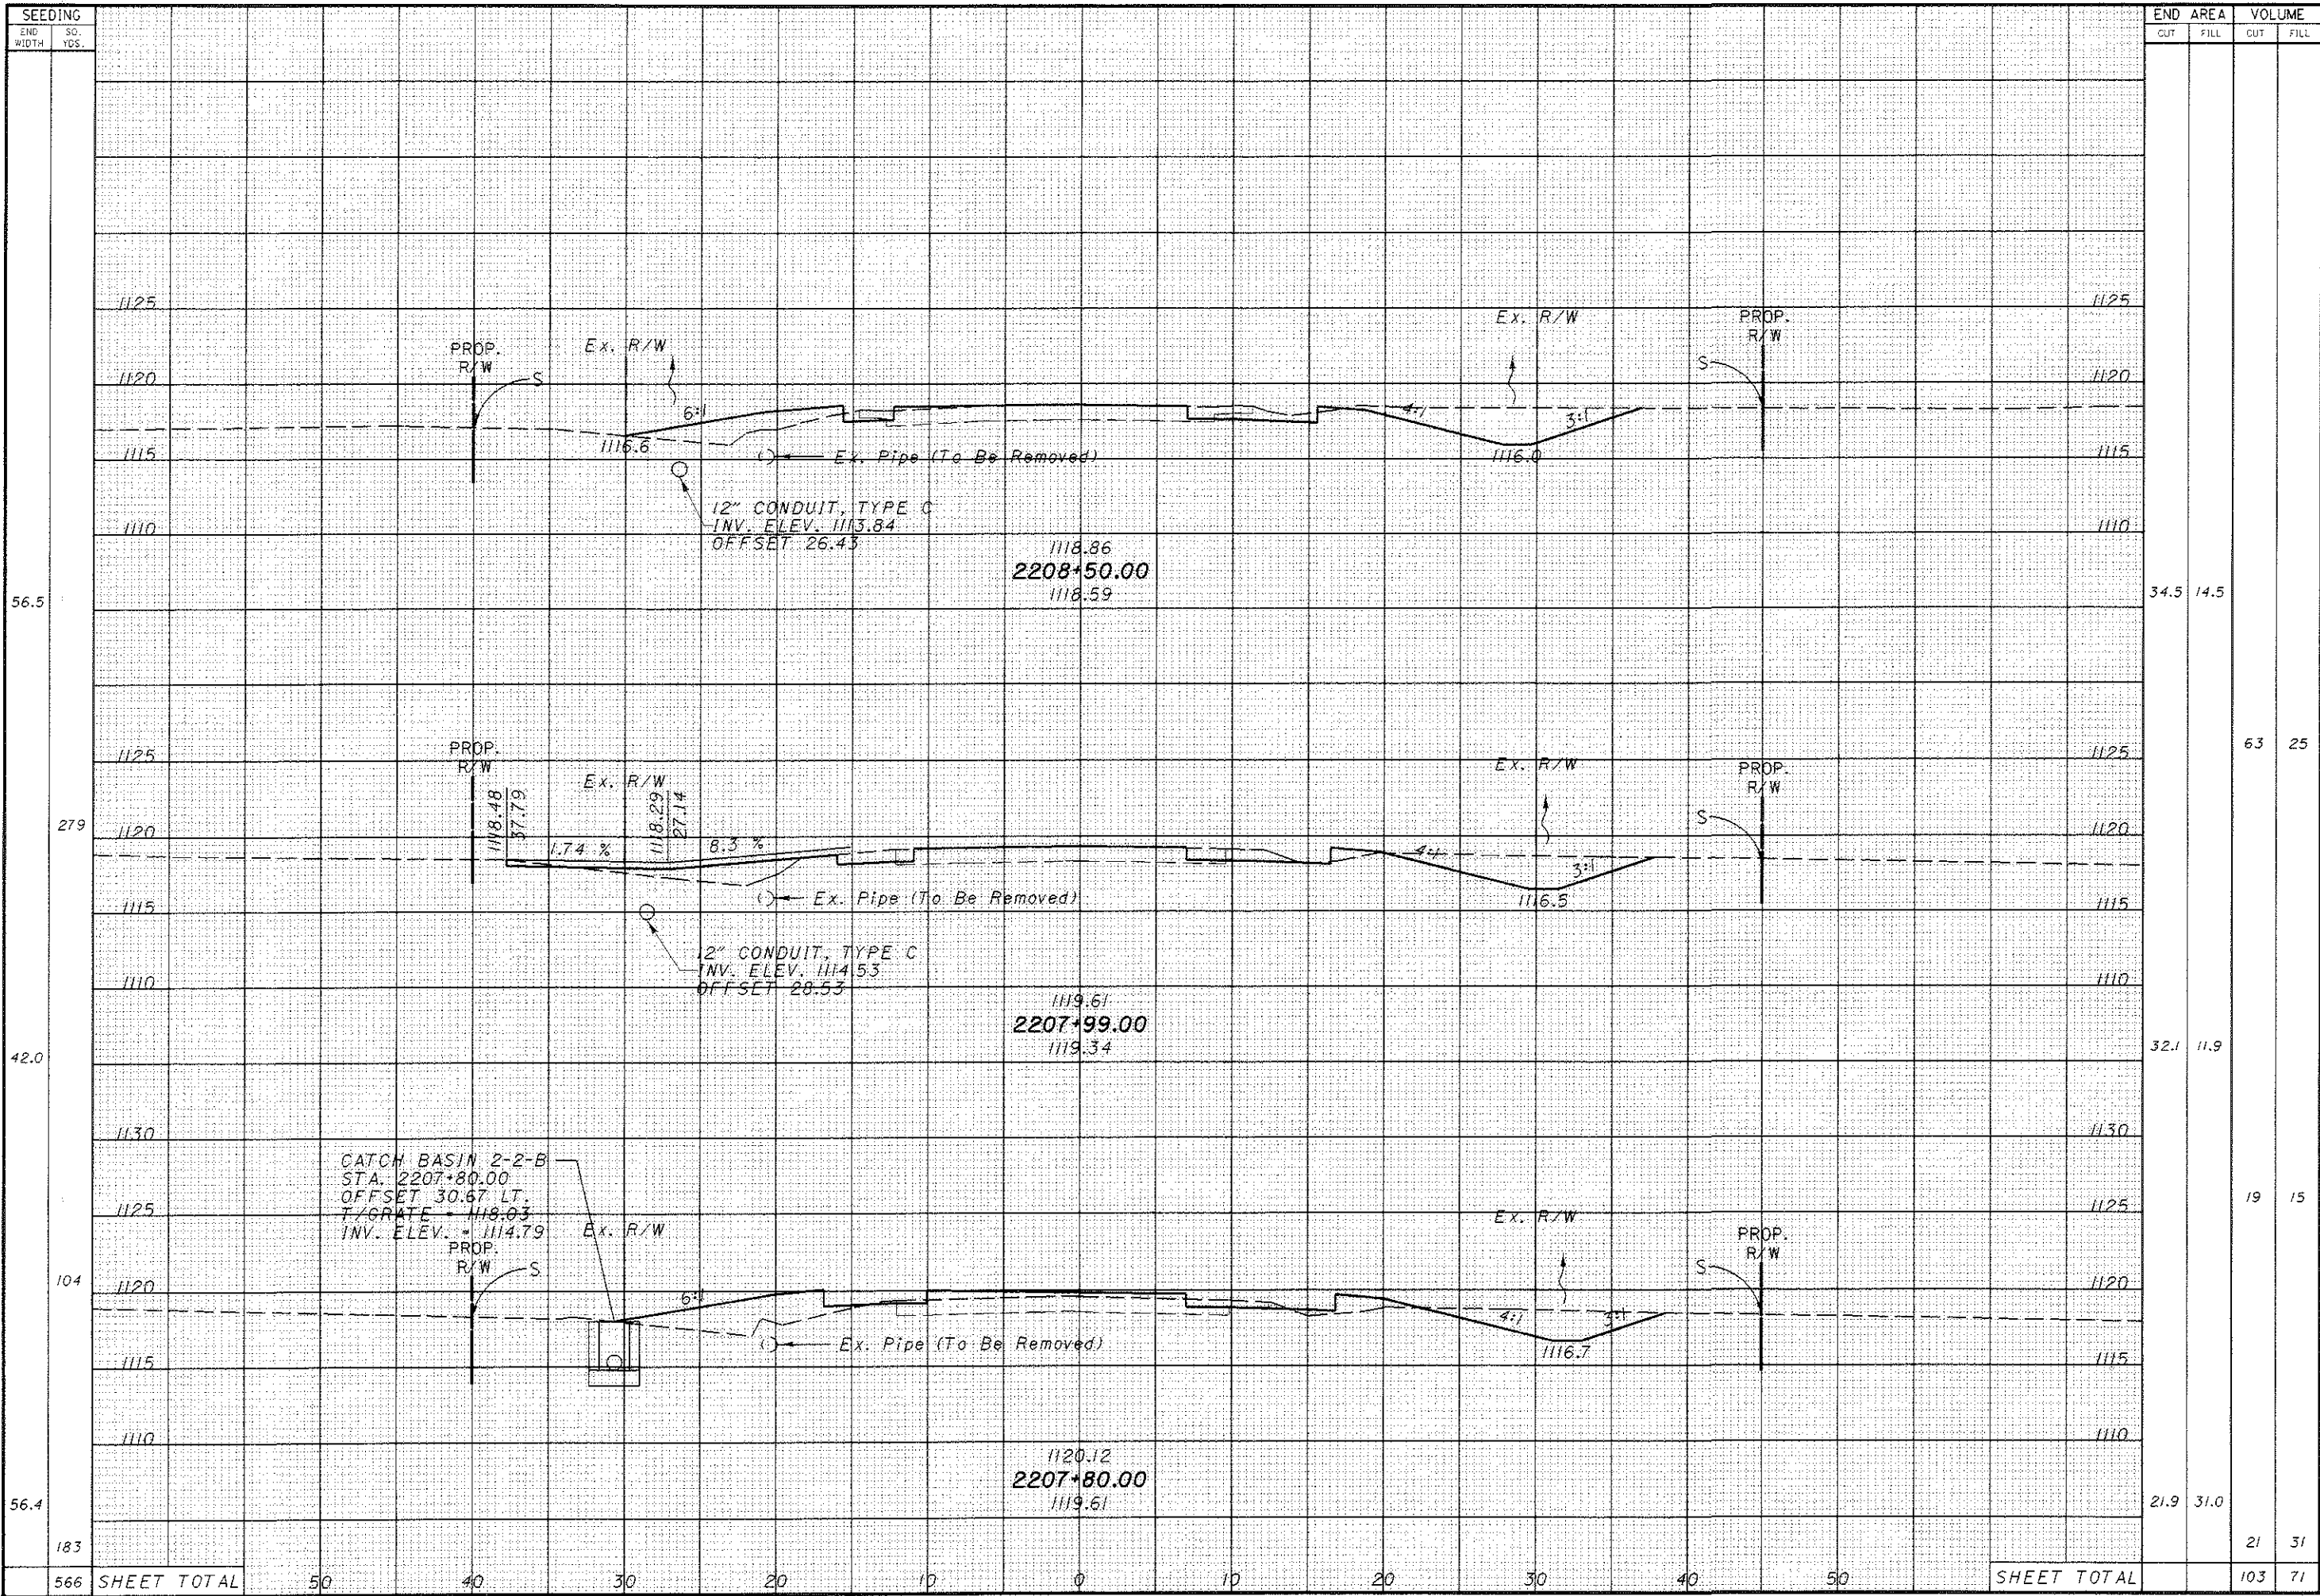 SEEDING
END WIDTH
SQ. YDS.
END AREA
VOLUME
CUT
FILL
CUT
FILL
1125
1125
Ex. R/W
PROP.
R/W
PROP.
R/W
Ex. R/W
1120
S
S
1120
6:1
4:1
3:1
1116.6
1116.0
1115
Ex. Pipe (To Be Removed)
1115
12" CONDUIT, TYPE C
INV. ELEV. 1113.84
OFFSET 26.43
1110
1110
1118.86
2208+50.00
1118.59
56.5
34.5
14.5
63
25
1125
1125
PROP.
R/W
Ex. R/W
Ex. R/W
PROP.
R/W
1118.48
37.79
1118.29
27.14
279
1120
S
1120
1.74 %
8.3 %
4:1
3:1
1116.5
1115
Ex. Pipe (To Be Removed)
1115
12" CONDUIT, TYPE C
INV. ELEV. 1114.53
OFFSET 28.53
1110
1110
1119.61
2207+99.00
1119.34
42.0
32.1
11.9
1130
1130
CATCH BASIN 2-2-B
STA. 2207+80.00
OFFSET 30.67 LT.
T/GRATE = 1118.03
INV. ELEV. = 1114.79
19
15
1125
1125
Ex. R/W
Ex. R/W
PROP.
R/W
PROP.
R/W
104
1120
S
S
1120
6:1
4:1
3:1
1116.7
1115
Ex. Pipe (To Be Removed)
1115
1110
1110
1120.12
2207+80.00
1119.61
56.4
21.9
31.0
183
21
31
566
SHEET TOTAL
50
40
30
20
10
0
10
20
30
40
50
SHEET TOTAL
103
71